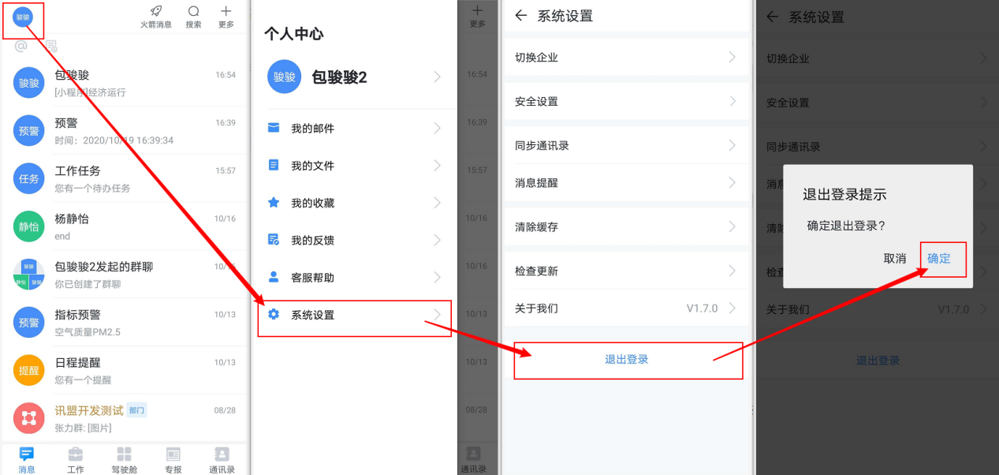 骏骏
火箭消息
搜索
更多
@
骏骏
包骏骏
16:54
[小程序]经济运行
预警
预警
16:39
时间：2020/10/19 16:39:34
任务
工作任务
15:57
您有一个待办任务
静怡
杨静怡
10/16
end
骏骏
静怡
骏骏
包骏骏2发起的群聊
10/16
你已创建了群聊
预警
指标预警
10/13
空气质量PM2.5
提醒
日程提醒
10/13
您有一个提醒
讯盟开发测试
部门
08/28
张力群: [图片]
消息
工作
驾驶舱
专报
通讯录
个人中心
骏骏
包骏骏2
我的邮件
我的文件
我的收藏
我的反馈
客服帮助
系统设置
更多
16:54
16:39
15:57
10/16
10/16
10/13
10/13
08/28
通讯录
系统设置
切换企业
安全设置
同步通讯录
消息提醒
清除缓存
检查更新
关于我们
V1.7.0
退出登录
系统设置
切换企业
安全设置
同步通讯录
消息
清除
检查
关于我们
V1.7.0
退出登录
退出登录提示
确定退出登录？
取消
确定